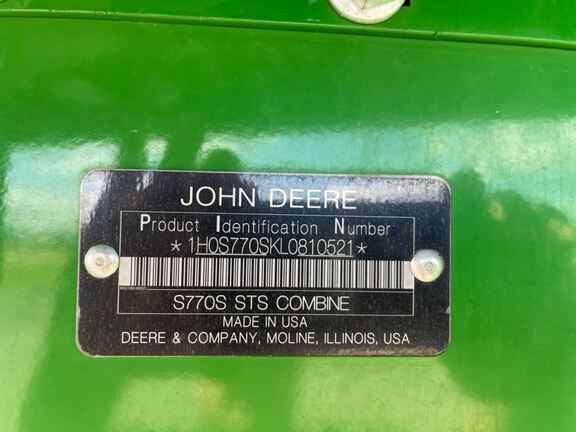 JOHN DEERE
Product Identification Number
*1H0S770SKL0810521*
S770S STS COMBINE
MADE IN USA
DEERE & COMPANY, MOLINE, ILLINOIS, USA